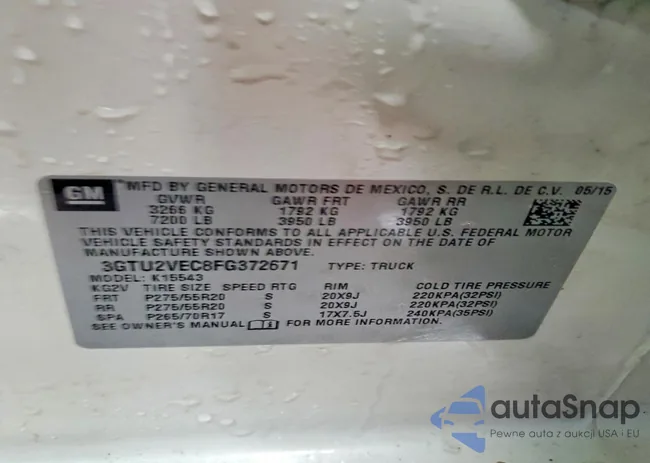 GM
*MFD BY GENERAL MOTORS DE MEXICO, S. DE R.L. DE C.V. 05/15
GVWR GAWR FRT GAWR RR
3266 KG 1792 KG 1792 KG
7200 LB 3950 LB 3950 LB
THIS VEHICLE CONFORMS TO ALL APPLICABLE U.S. FEDERAL MOTOR
VEHICLE SAFETY STANDARDS IN EFFECT ON THE DATE OF
MANUFACTURE SHOWN ABOVE.
3GTU2VEC8FG372671 TYPE: TRUCK
MODEL: K15543
KG2V TIRE SIZE SPEED RTG RIM COLD TIRE PRESSURE
FRT P275/55R20 S 20X9J 220KPA(32PSI)
RR P275/55R20 S 20X9J 220KPA(32PSI)
SPA P265/70R17 S 17X7.5J 240KPA(35PSI)
SEE OWNER'S MANUAL i FOR MORE INFORMATION.
autaSnap
Pewne auta z aukcji USA i EU